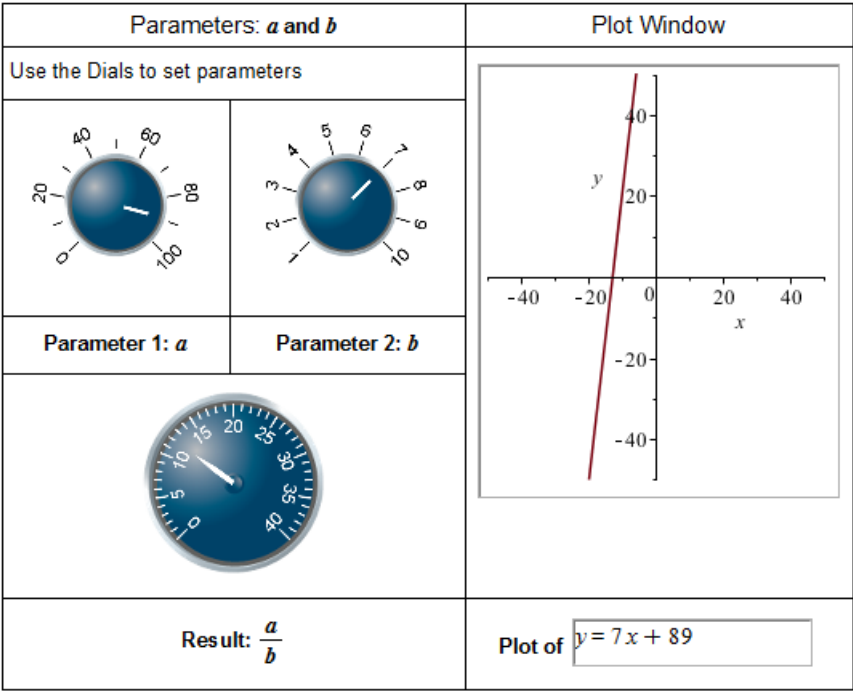 Parameters: a and b
Plot Window
Use the Dials to set parameters
0 20 40 60 80 100
1 2 3 4 5 6 7 8 9 10
Parameter 1: a
Parameter 2: b
0 5 10 15 20 25 30 35 40
Result: a/b
40
y
20
-40 -20 0 20 40
x
-20
-40
Plot of y = 7x + 89